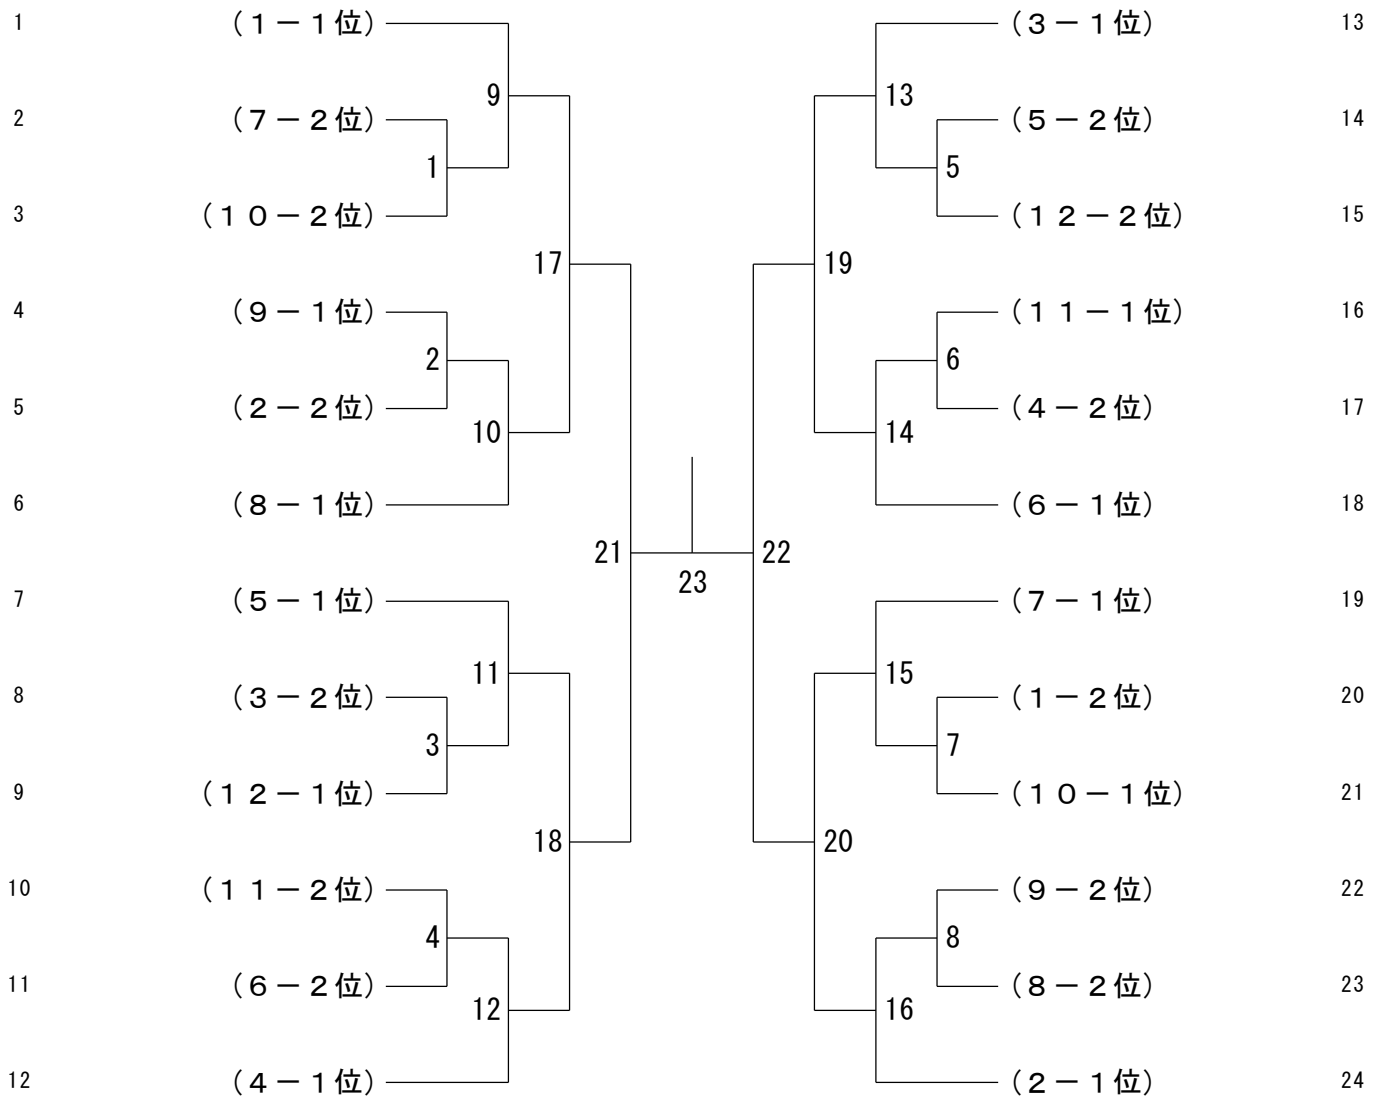 1 （１－１位） （３－１位） 13
9 13
2 （７－２位） （５－２位） 14
1 5
3 （１０－２位） （１２－２位） 15
17 19
4 （９－１位） （１１－１位） 16
2 6
5 （２－２位） （４－２位） 17
10 14
6 （８－１位） （６－１位） 18
21 22
23
7 （５－１位） （７－１位） 19
11 15
8 （３－２位） （１－２位） 20
3 7
9 （１２－１位） （１０－１位） 21
18 20
10 （１１－２位） （９－２位） 22
4 8
11 （６－２位） （８－２位） 23
12 16
12 （４－１位） （２－１位） 24